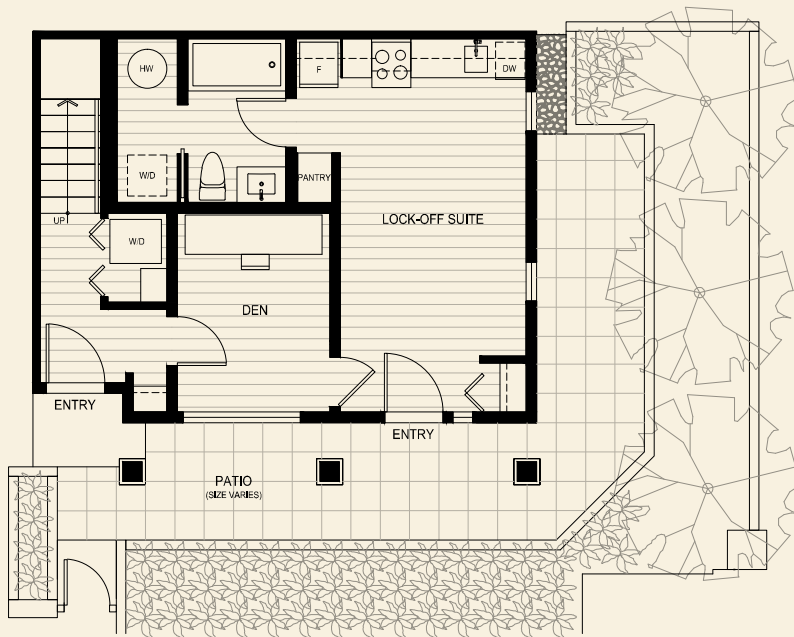 HW
F
DW
W/D
PANTRY
UP
W/D
LOCK-OFF SUITE
DEN
ENTRY
ENTRY
PATIO
(SIZE VARIES)